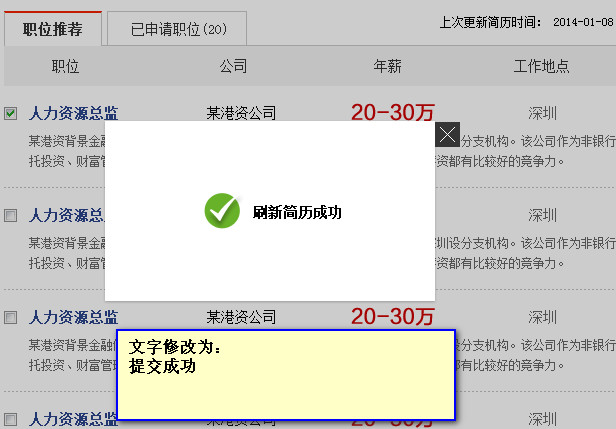 职位推荐 已申请职位(20) 上次更新简历时间: 2014-01-08
职位 公司 年薪 工作地点
人力资源总监 某港资公司 20-30万 深圳
某港资背景金融 分支机构。该公司作为非银行
托投资、财富管 资都有比较好的竞争力。
刷新简历成功
人力资源总 深圳
某港资背景金融 圳设分支机构。该公司作为非银行
托投资、财富管 资都有比较好的竞争力。
人力资源总监 某港资公司 20-30万 深圳
某港资背景金融 设分支机构。该公司作为非银行
托投资、财富管理 都有比较好的竞争力。
文字修改为:
提交成功
人力资源总监 某港资公司 20-30万 深圳